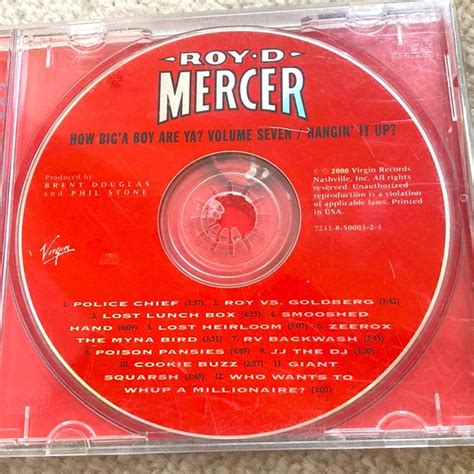 ROY·D
MERCER
HOW BIG'A BOY ARE YA? VOLUME SEVEN / HANGIN' IT UP?
Produced by
BRENT DOUGLAS
and PHIL STONE
℗ © 2000 Virgin Records
Nashville, Inc. All rights
reserved. Unauthorized
reproduction is a violation
of applicable laws. Printed
in USA.
7243-8-50003-2-1
Virgin
1. POLICE CHIEF (3:57) 2. ROY VS. GOLDBERG (3:42)
3. LOST LUNCH BOX (4:15) 4. SMOOSHED
HAND (6:09) 5. LOST HEIRLOOM (5:07) 6. ZEEROX
THE MYNA BIRD (3:51) 7. RV BACKWASH (3:35)
8. POISON PANSIES (4:49) 9. JJ THE DJ (4:20)
10. COOKIE BUZZ (2:57) 11. GIANT
SQUARSH (3:48) 12. WHO WANTS TO
WHUP A MILLIONAIRE? (3:07)